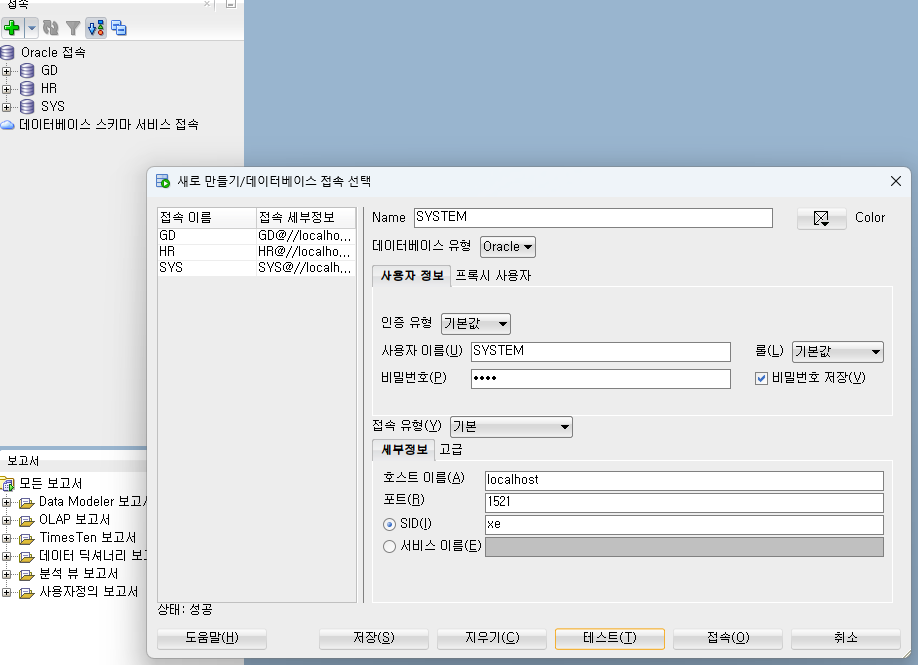 접속
Oracle 접속
GD
HR
SYS
데이터베이스 스키마 서비스 접속
보고서
모든 보고서
Data Modeler 보고서
OLAP 보고서
TimesTen 보고서
데이터 딕셔너리 보고
분석 뷰 보고서
사용자정의 보고서
새로 만들기/데이터베이스 접속 선택
접속 이름 접속 세부정보
GD GD@//localho...
HR HR@//localho...
SYS SYS@//localh...
Name SYSTEM Color
데이터베이스 유형 Oracle
사용자 정보 프록시 사용자
인증 유형 기본값
사용자 이름(U) SYSTEM 롤(L) 기본값
비밀번호(P) •••• 비밀번호 저장(V)
접속 유형(Y) 기본
세부정보 고급
호스트 이름(A) localhost
포트(R) 1521
SID(I) xe
서비스 이름(E)
상태: 성공
도움말(H) 저장(S) 지우기(C) 테스트(T) 접속(O) 취소